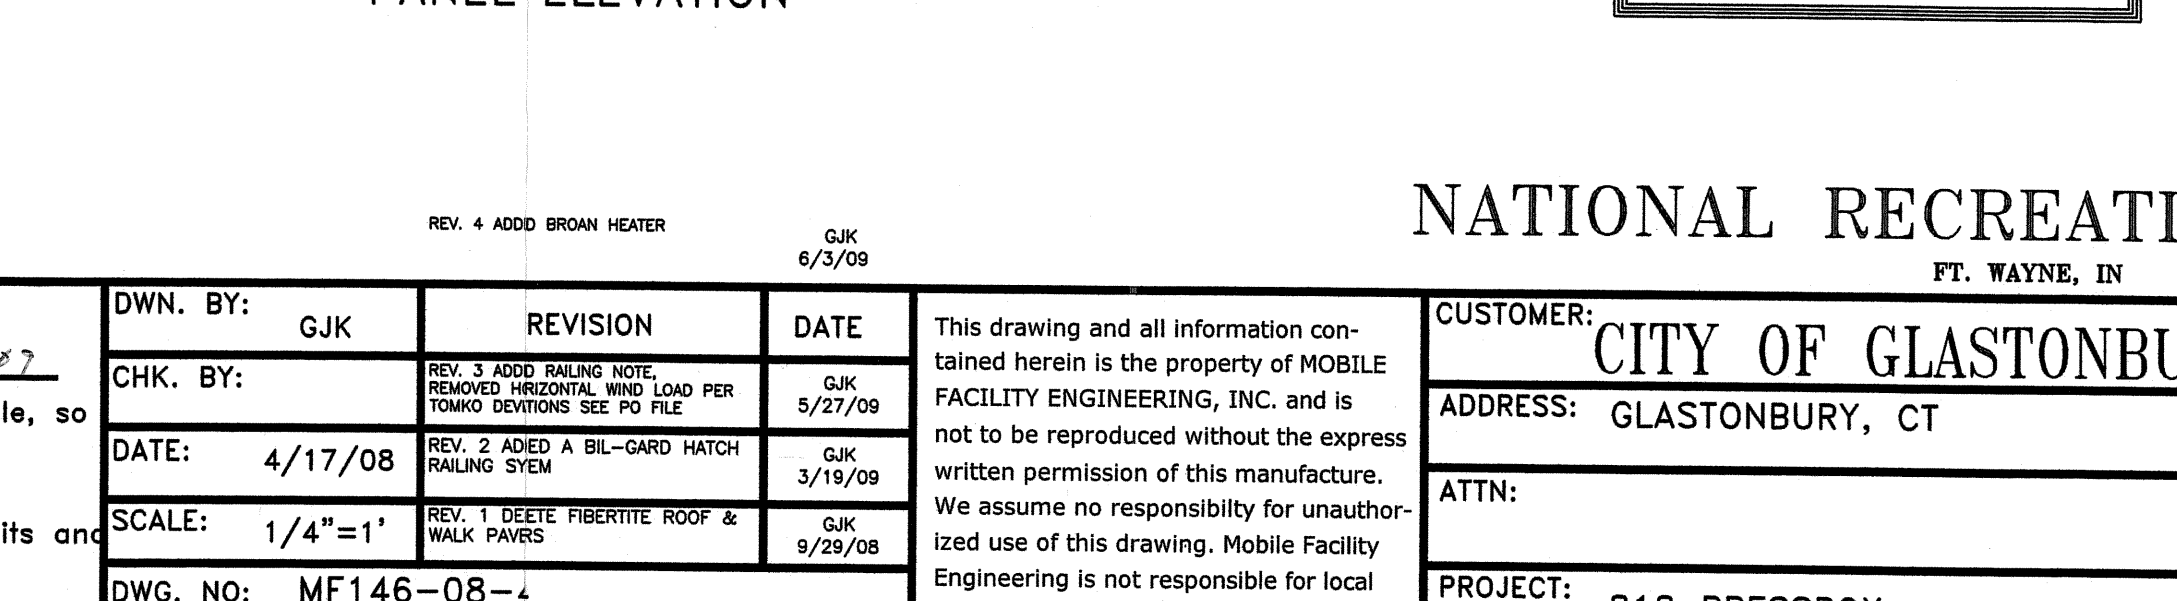 PANEL ELEVATION
REV. 4 ADDD BROAN HEATER
GJK
6/3/09
NATIONAL RECREATI
FT. WAYNE, IN
DWN. BY:
GJK
REVISION
DATE
CHK. BY:
REV. 3 ADDD RAILING NOTE,
REMOVED HRIZONTAL WIND LOAD PER
TOMKO DEVITIONS SEE PO FILE
GJK
5/27/09
DATE:
4/17/08
REV. 2 ADIED A BIL-GARD HATCH
RAILING SYEM
GJK
3/19/09
SCALE:
1/4"=1'
REV. 1 DEETE FIBERTITE ROOF &
WALK PAVRS
GJK
9/29/08
DWG. NO: MF146-08-
le, so
its and
This drawing and all information con-
tained herein is the property of MOBILE
FACILITY ENGINEERING, INC. and is
not to be reproduced without the express
written permission of this manufacture.
We assume no responsibilty for unauthor-
ized use of this drawing. Mobile Facility
Engineering is not responsible for local
CUSTOMER:
CITY OF GLASTONBU
ADDRESS: GLASTONBURY, CT
ATTN:
PROJECT: